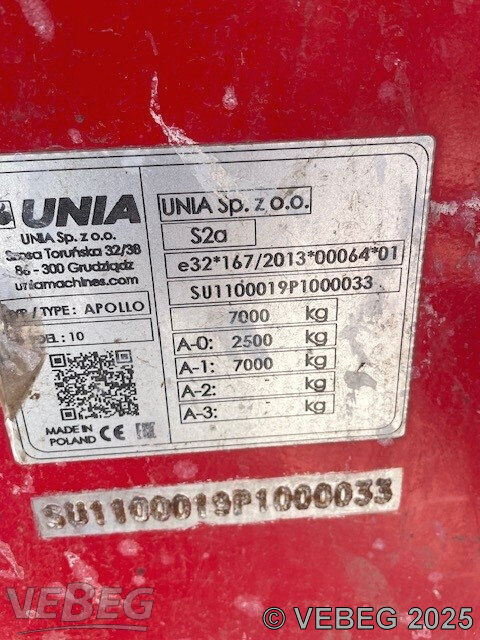 UNIA
UNIA Sp. z o.o.
Szosa Toruńska 32/38
86 - 300 Grudziądz
uniamachines.com
/ TYPE: APOLLO
: 10
MADE IN
POLAND CE EAC
UNIA Sp. z o.o.
S2a
e32*167/2013*00064*01
SU1100019P1000033
7000 kg
A-0: 2500 kg
A-1: 7000 kg
A-2: kg
A-3: kg
SU1100019P1000033
VEBEG
© VEBEG 2025